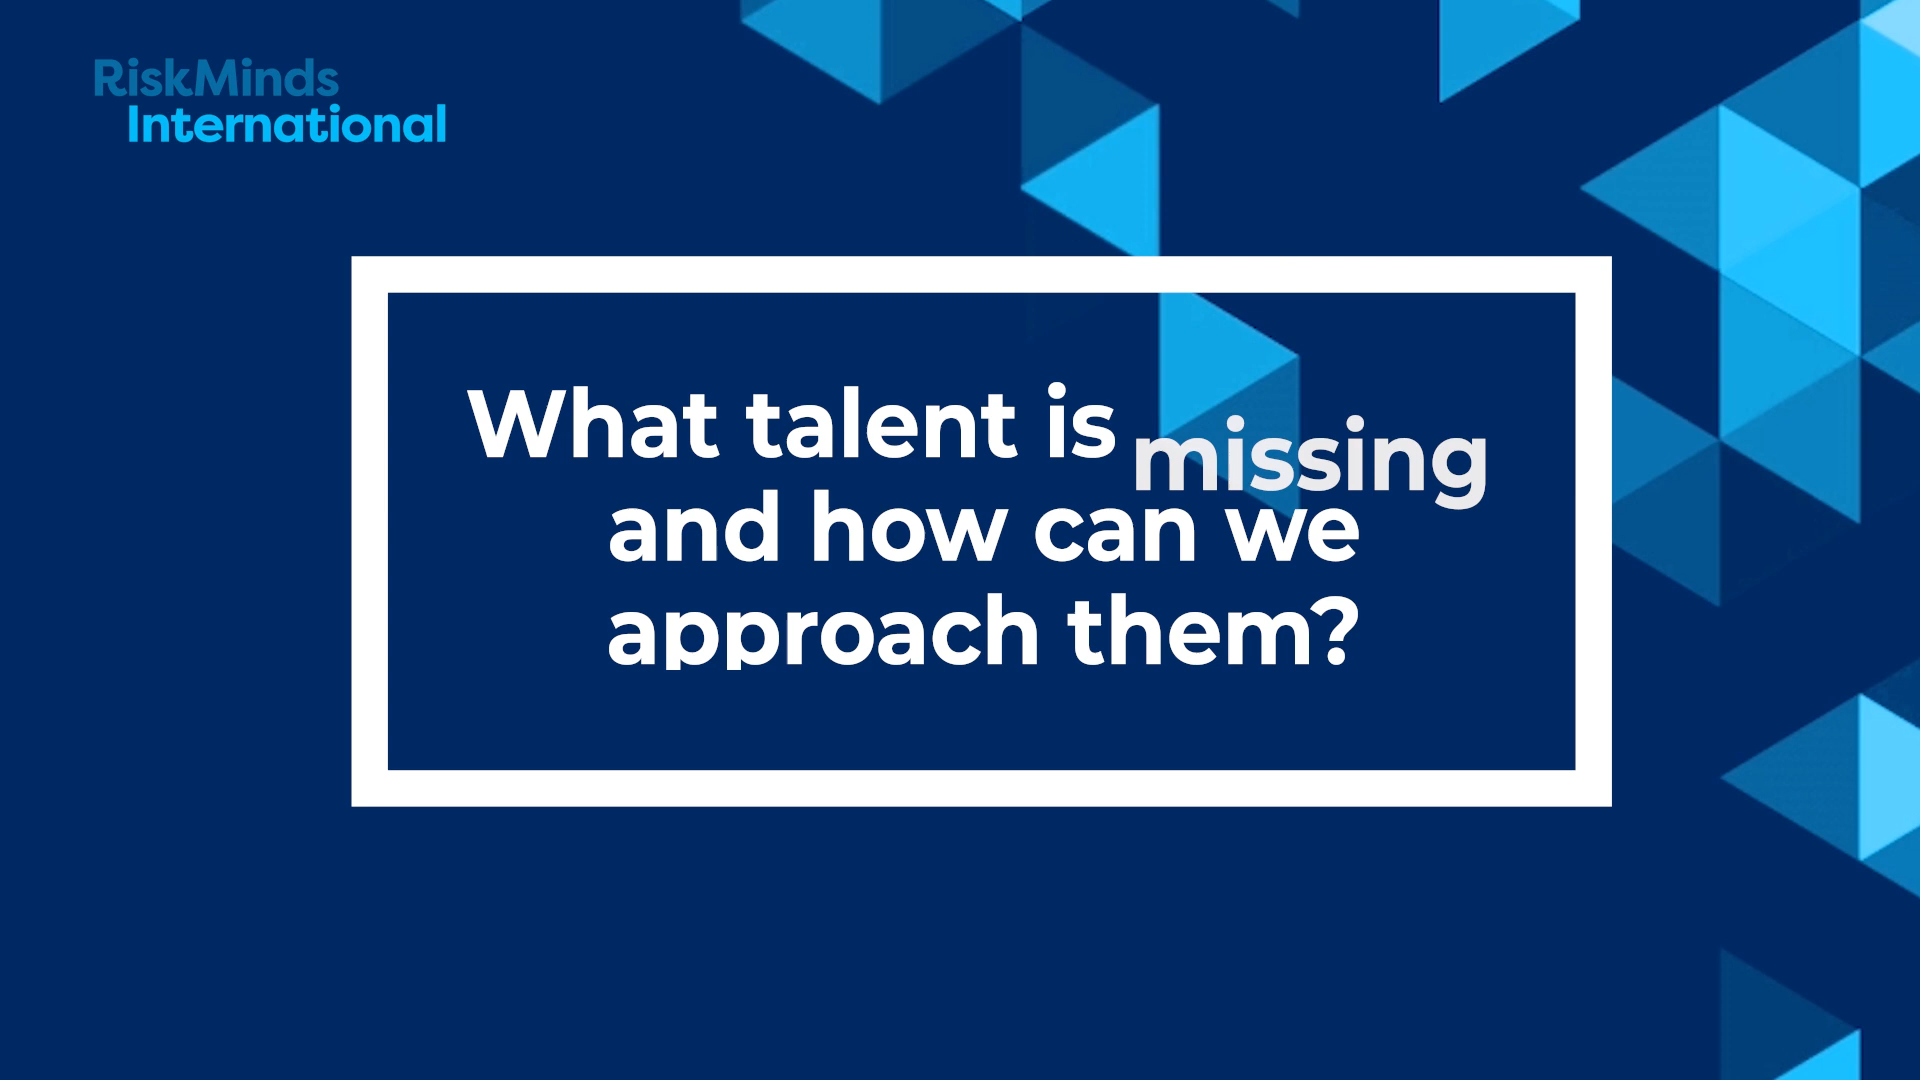 RiskMinds
International
What talent is missing
and how can we
approach them?